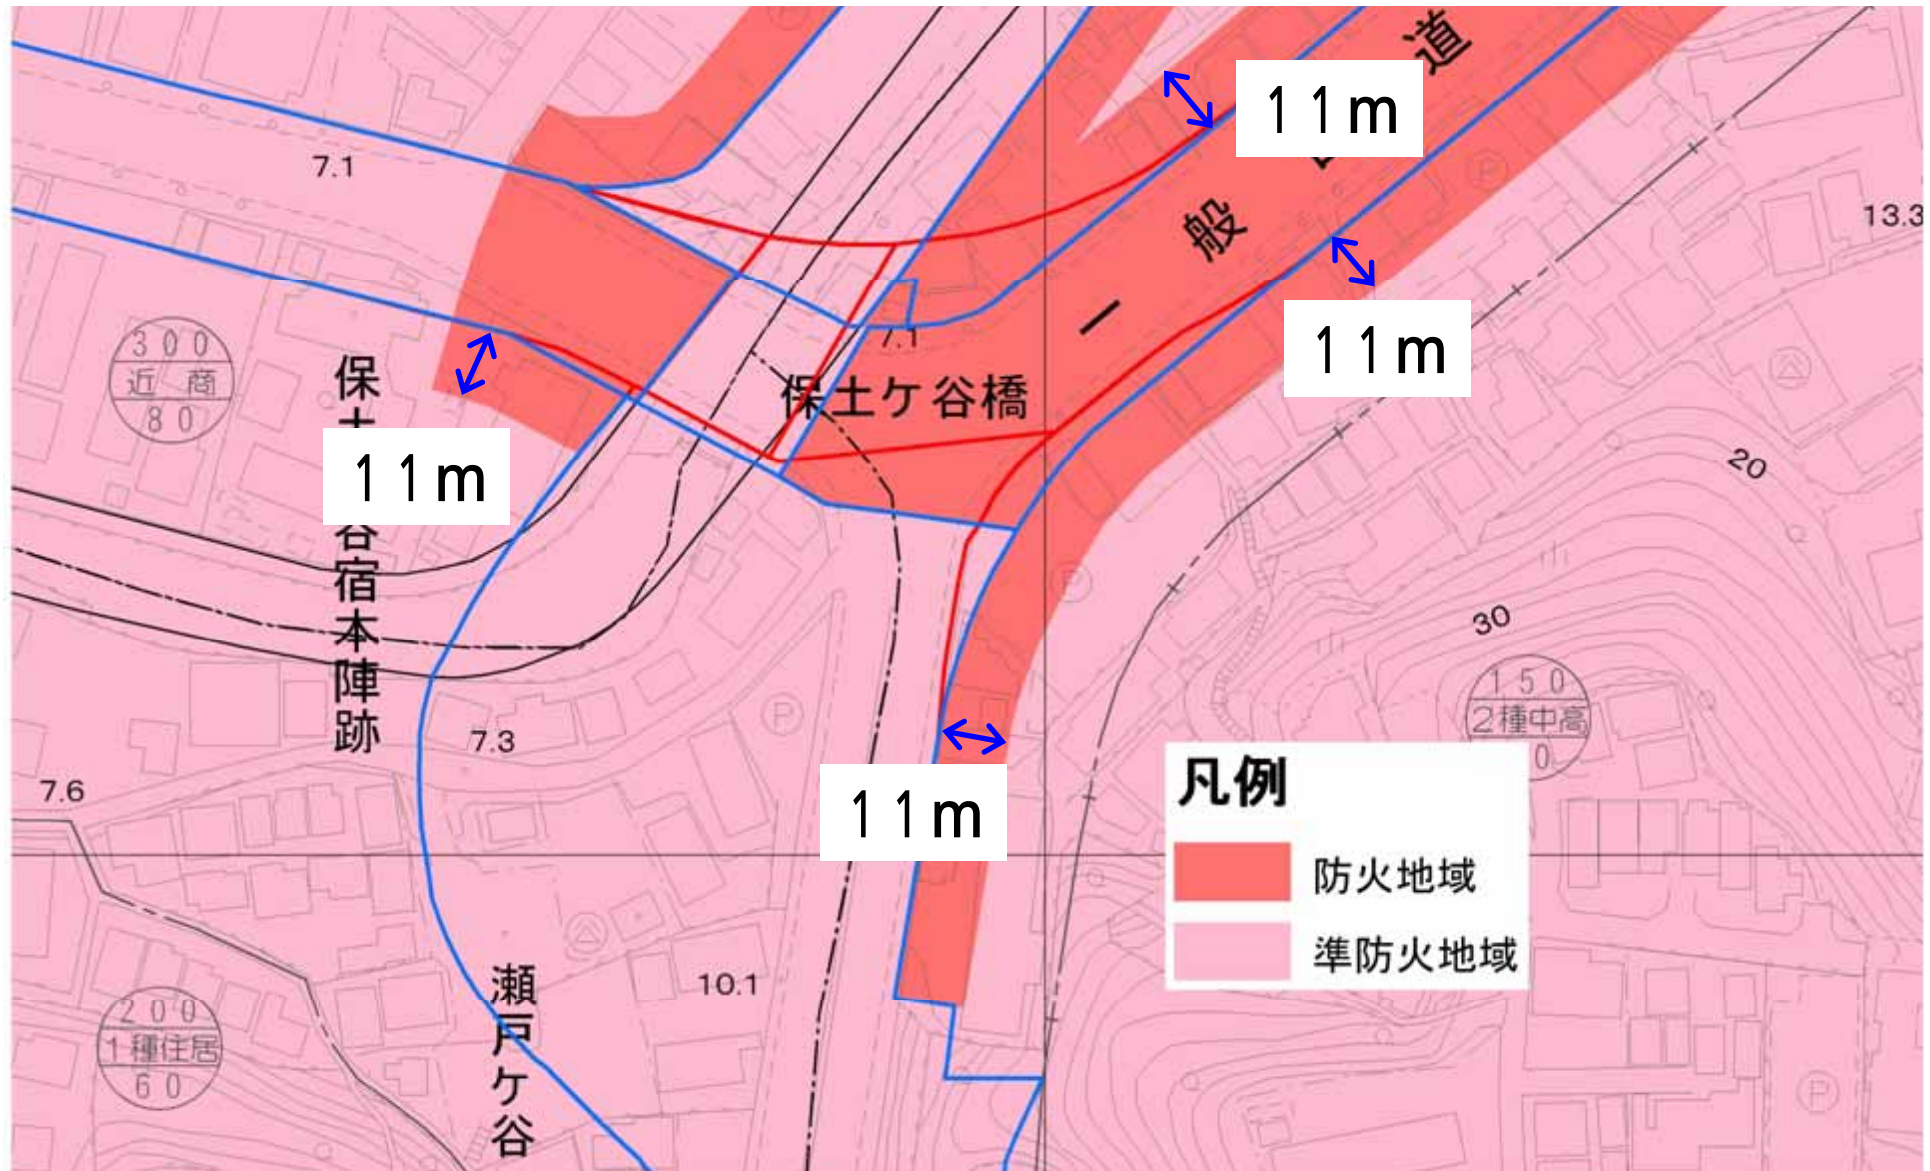 道
11m
7.1
般
13.3
一
7.1
300
近商
80
保土ケ谷橋
11m
11m
20
谷宿本陣跡
30
150
2種中高
7.3
7.6
11m
凡例
防火地域
準防火地域
10.1
瀬戸ケ谷
200
1種住居
60
P
P
P
P